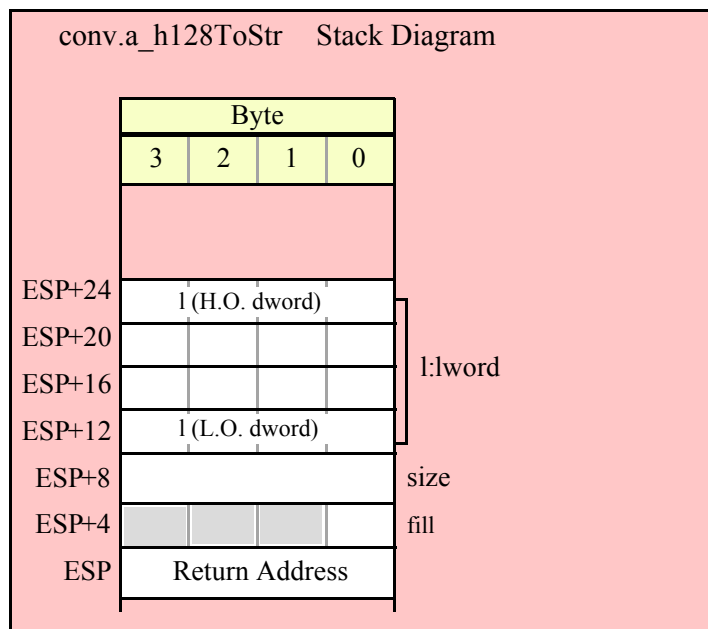 conv.a_h128ToStr Stack Diagram
Byte
3 2 1 0
ESP+24 l (H.O. dword)
ESP+20
ESP+16 l:lword
ESP+12 l (L.O. dword)
ESP+8 size
ESP+4 fill
ESP Return Address